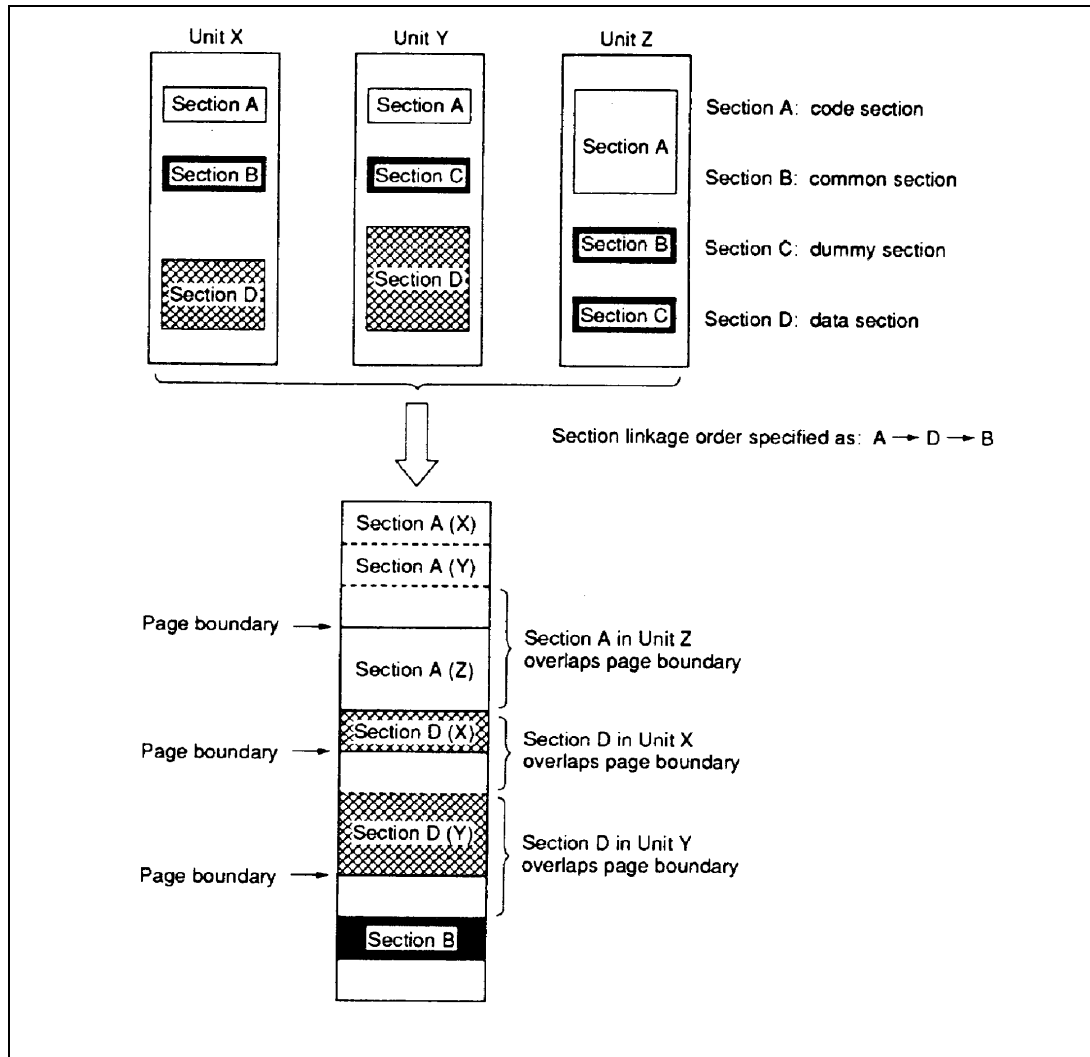 Unit X
Unit Y
Unit Z
Section A
Section B
Section D
Section A
Section C
Section D
Section A
Section B
Section C
Section A: code section
Section B: common section
Section C: dummy section
Section D: data section
Section linkage order specified as: A → D → B
Section A (X)
Section A (Y)
Page boundary
Section A (Z)
Section A in Unit Z
overlaps page boundary
Section D (X)
Page boundary
Section D in Unit X
overlaps page boundary
Section D (Y)
Section D in Unit Y
overlaps page boundary
Page boundary
Section B